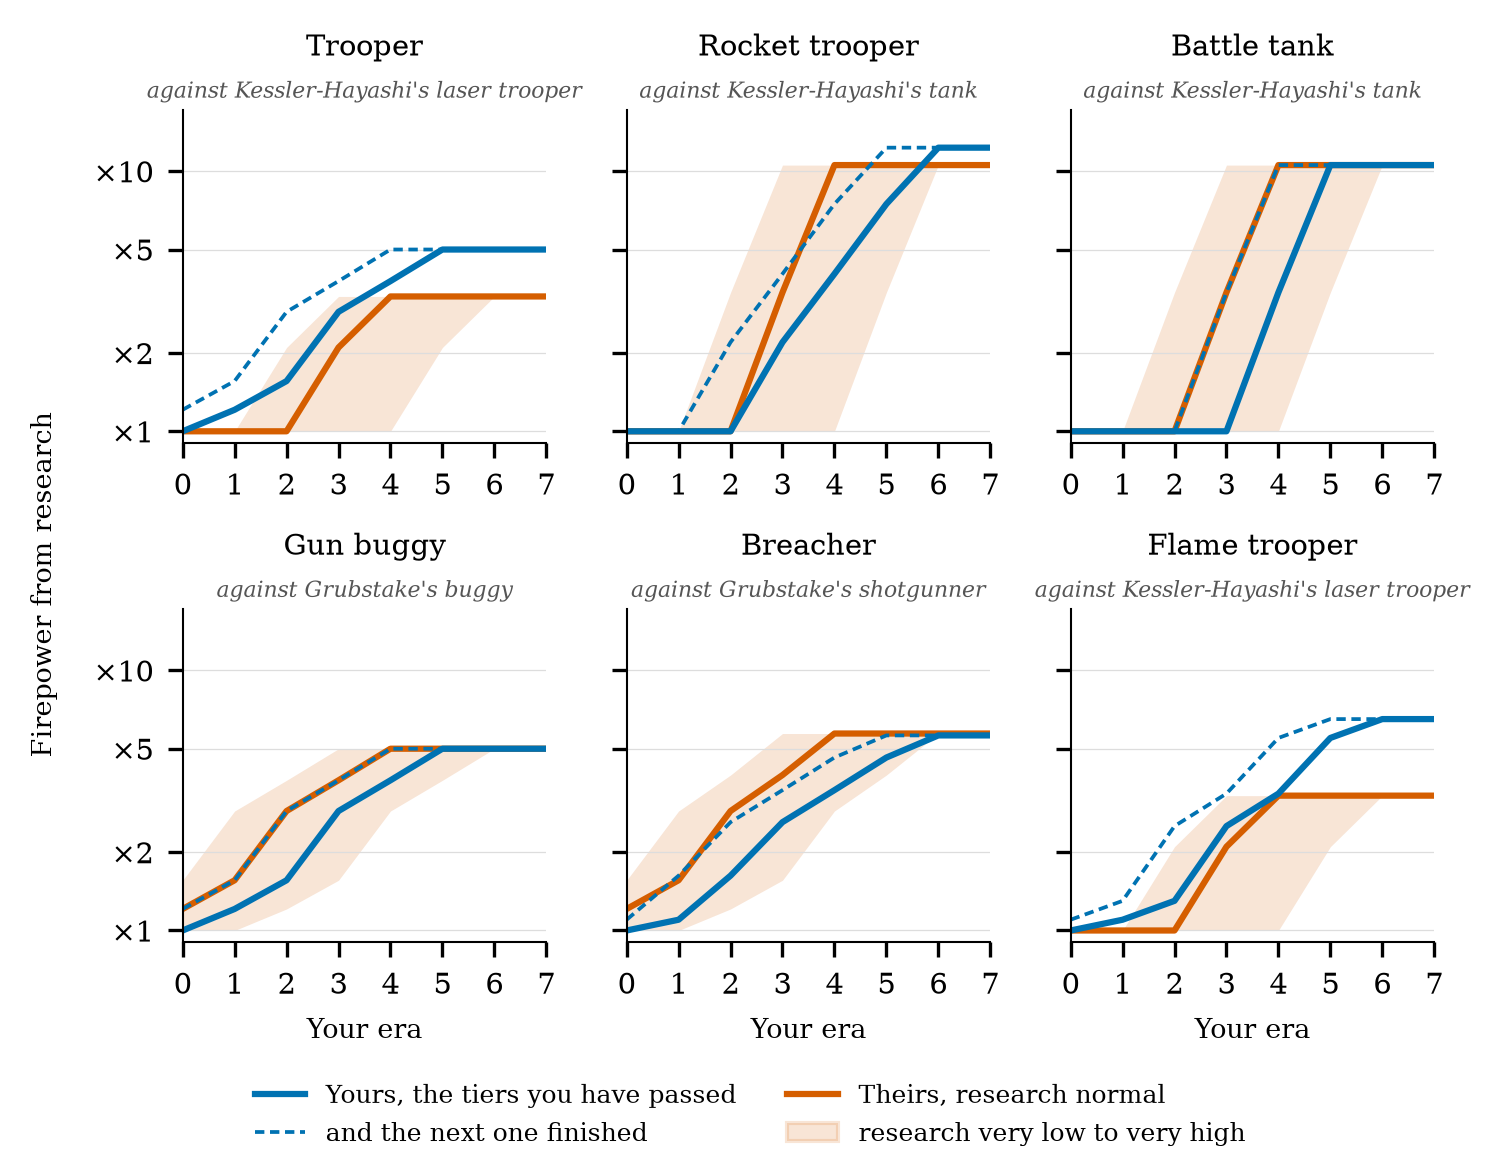 Trooper
against Kessler-Hayashi's laser trooper
Rocket trooper
against Kessler-Hayashi's tank
Battle tank
against Kessler-Hayashi's tank
×10
×5
×2
×1
0 1 2 3 4 5 6 7
0 1 2 3 4 5 6 7
0 1 2 3 4 5 6 7
Firepower from research
Gun buggy
against Grubstake's buggy
Breacher
against Grubstake's shotgunner
Flame trooper
against Kessler-Hayashi's laser trooper
×10
×5
×2
×1
0 1 2 3 4 5 6 7
0 1 2 3 4 5 6 7
0 1 2 3 4 5 6 7
Your era
Your era
Your era
Yours, the tiers you have passed
and the next one finished
Theirs, research normal
research very low to very high